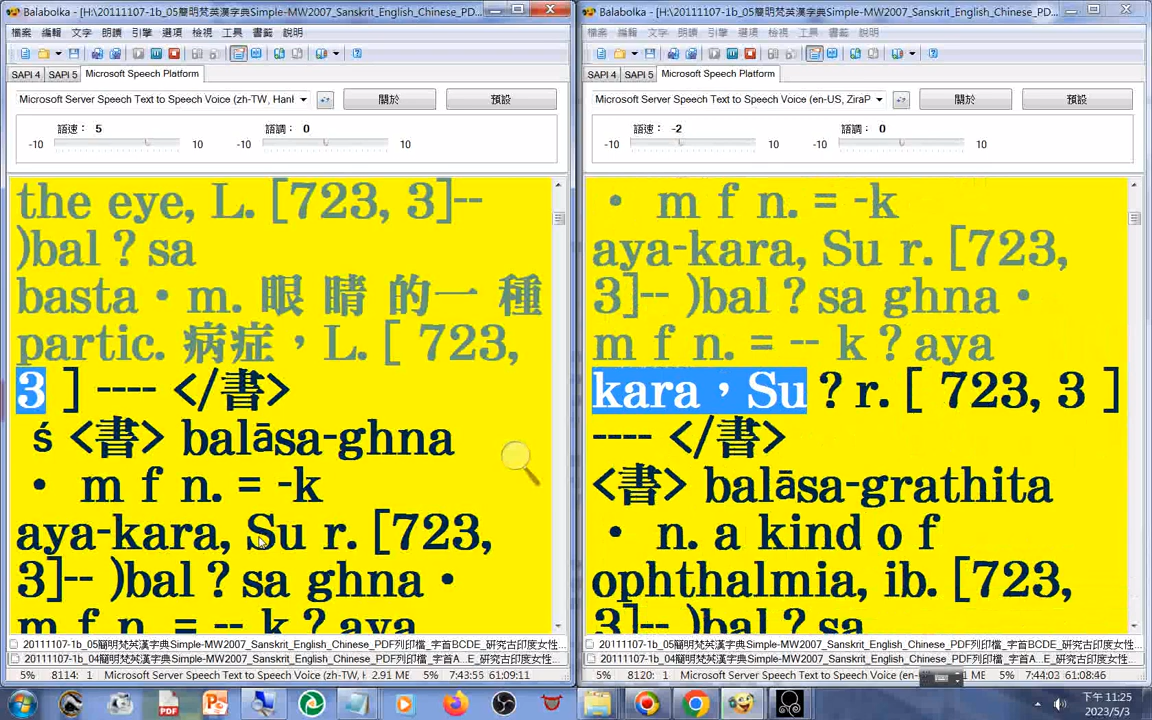 Balabolka - [H:\20111107-1b_05簡明梵英漢字典Simple-MW2007_Sanskrit_English_Chinese_PD...
檔案 編輯 文字 朗讀 引擎 選項 檢視 工具 書籤 說明
SAPI 4 SAPI 5 Microsoft Speech Platform
Microsoft Server Speech Text to Speech Voice (zh-TW, Hanl
關於 預設
語速： 5 語調： 0
-10 10 -10 10
the eye, L. [723, 3]--
)bal？sa
basta • m. 眼 睛 的一 種
partic. 病症，L. [ 723,
3 ] ---- </書>
ś <書> balāsa-ghna
• m f n. = -k
aya-kara, Su r. [723,
3]-- )bal？sa ghna •
m f n. = -- k？aya
20111107-1b_05簡明梵英漢字典Simple-MW2007_Sanskrit_English_Chinese_PDF列印檔_字首BCDE_研究古印度女性...
20111107-1b_04簡明梵英漢字典Simple-MW2007_Sanskrit_English_Chinese_PDF列印檔_字首A...E_研究古印度女性...
5% 8114: 1 Microsoft Server Speech Text to Speech Voice (zh-TW, 2.91 ME 5% 7:43:55 61:09:11
Balabolka - [H:\20111107-1b_05簡明梵英漢字典Simple-MW2007_Sanskrit_English_Chinese_PD...
檔案 編輯 文字 朗讀 引擎 選項 檢視 工具 書籤 說明
SAPI 4 SAPI 5 Microsoft Speech Platform
Microsoft Server Speech Text to Speech Voice (en-US, ZiraP
關於 預設
語速： -2 語調： 0
-10 10 -10 10
• m f n. = -k
aya-kara, Su r. [723,
3]-- )bal？sa ghna •
m f n. = -- k？aya
kara，Su？r. [ 723, 3 ]
---- </書>
<書> balāsa-grathita
• n. a kind o f
ophthalmia, ib. [723,
3]-- )bal？sa
20111107-1b_05簡明梵英漢字典Simple-MW2007_Sanskrit_English_Chinese_PDF列印檔_字首BCDE_研究古印度女性...
20111107-1b_04簡明梵英漢字典Simple-MW2007_Sanskrit_English_Chinese_PDF列印檔_字首A...E_研究古印度女性...
5% 8120: 1 Microsoft Server Speech Text to Speech Voice ME 5% 7:44:03 61:08:46
PDF
下午 11:25
2023/5/3